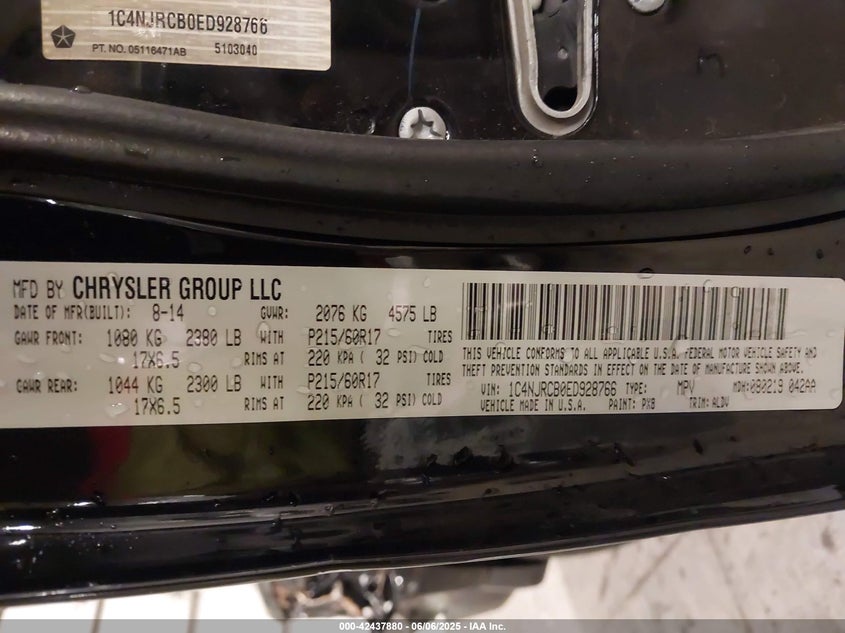 1C4NJRCB0ED928766
PT. NO. 05116471AB 5103040
MFD BY CHRYSLER GROUP LLC
DATE OF MFR(BUILT): 8-14 GVWR: 2076 KG 4575 LB
GAWR FRONT: 1080 KG 2380 LB WITH P215/60R17 TIRES
17X6.5 RIMS AT 220 KPA ( 32 PSI) COLD
GAWR REAR: 1044 KG 2300 LB WITH P215/60R17 TIRES
17X6.5 RIMS AT 220 KPA ( 32 PSI) COLD
THIS VEHICLE CONFORMS TO ALL APPLICABLE U.S.A. FEDERAL MOTOR VEHICLE SAFETY AND
THEFT PREVENTION STANDARDS IN EFFECT ON THE DATE OF MANUFACTURE SHOWN ABOVE.
VIN: 1C4NJRCB0ED928766 TYPE: MPV MDH:080219 042AA
VEHICLE MADE IN U.S.A. PAINT: PX8 TRIM: ALDV
000-42437880 - 06/06/2025 - IAA Inc.